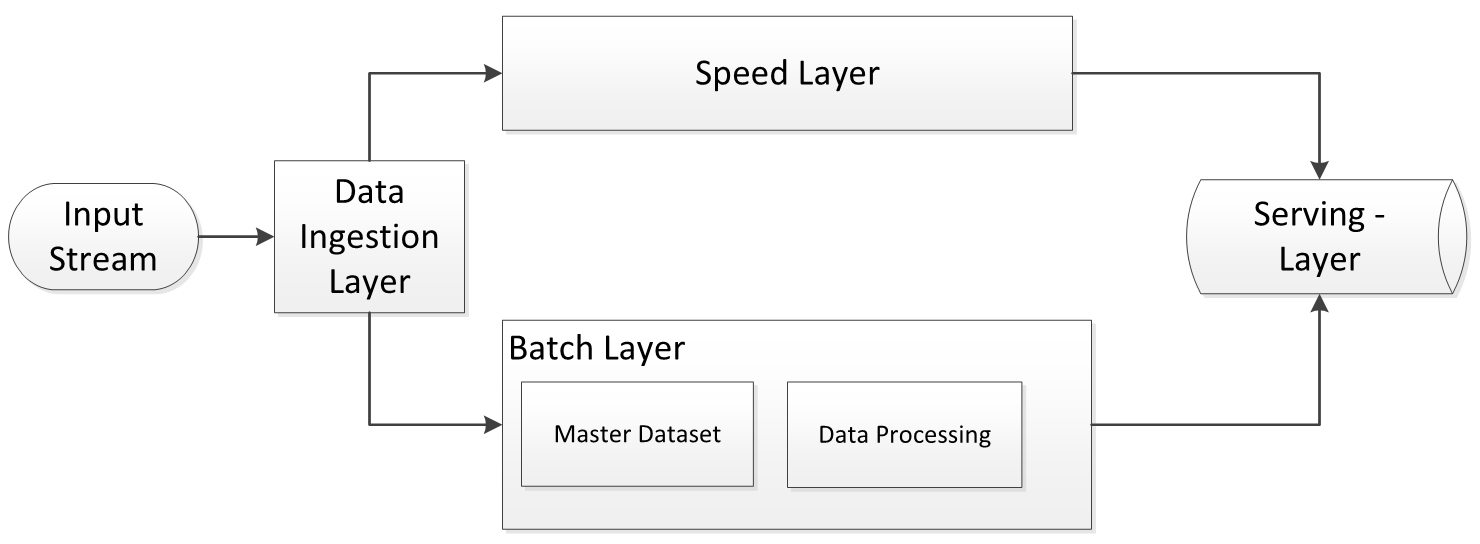 Speed Layer
Input
Stream
Data
Ingestion
Layer
Serving -
Layer
Batch Layer
Master Dataset
Data Processing